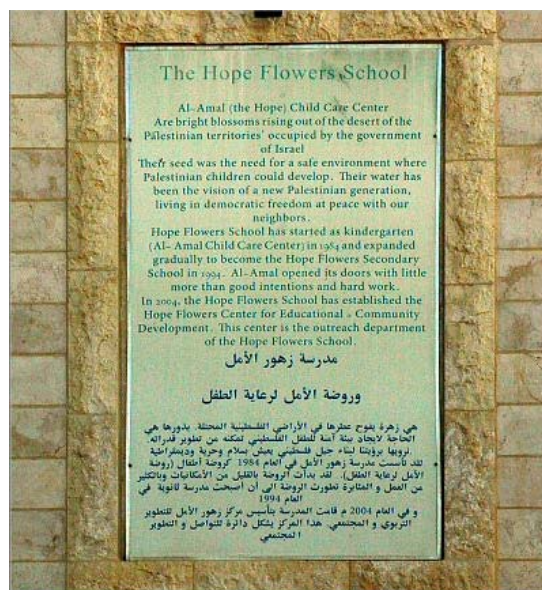 The Hope Flowers School
Al-Amal (the Hope) Child Care Center
Are bright blossoms rising out of the desert of the
Palestinian territories' occupied by the government
of Israel
Their seed was the need for a safe environment where
Palestinian children could develop. Their water has
been the vision of a new Palestinian generation,
living in democratic freedom at peace with our
neighbors.
Hope Flowers School has started as kindergarten
(Al- Amal Child Care Center) in 1984 and expanded
gradually to become the Hope Flowers Secondary
School in 1994. Al-Amal opened its doors with little
more than good intentions and hard work.
In 2004, the Hope Flowers School has established the
Hope Flowers Center for Educational & Community
Development. This center is the outreach department
of the Hope Flowers School.
مدرسة زهور الأمل
وروضة الأمل لرعاية الطفل
هي زهرة يفوح عطرها في الأراضي الفلسطينية المحتلة. بذورها هي
الحاجة لايجاد بيئة آمنة للطفل الفلسطيني تمكنه من تطوير قدراته.
نرويها برؤيتنا لبناء جيل فلسطيني يعيش بسلام وحرية وديمقراطية.
لقد تأسست مدرسة زهور الأمل في العام 1984 كروضة أطفال (روضة
الأمل لرعاية الطفل). لقد بدأت الروضة بالقليل من الأمكانيات وبالكثير
من العمل و المثابرة تطورت الروضة الى أن أصبحت مدرسة ثانوية في
العام 1994
و في العام 2004 م قامت المدرسة بتأسيس مركز زهور الأمل للتطوير
التربوي و المجتمعي. هذا المركز يشكل دائرة للتواصل و التطوير
المجتمعي